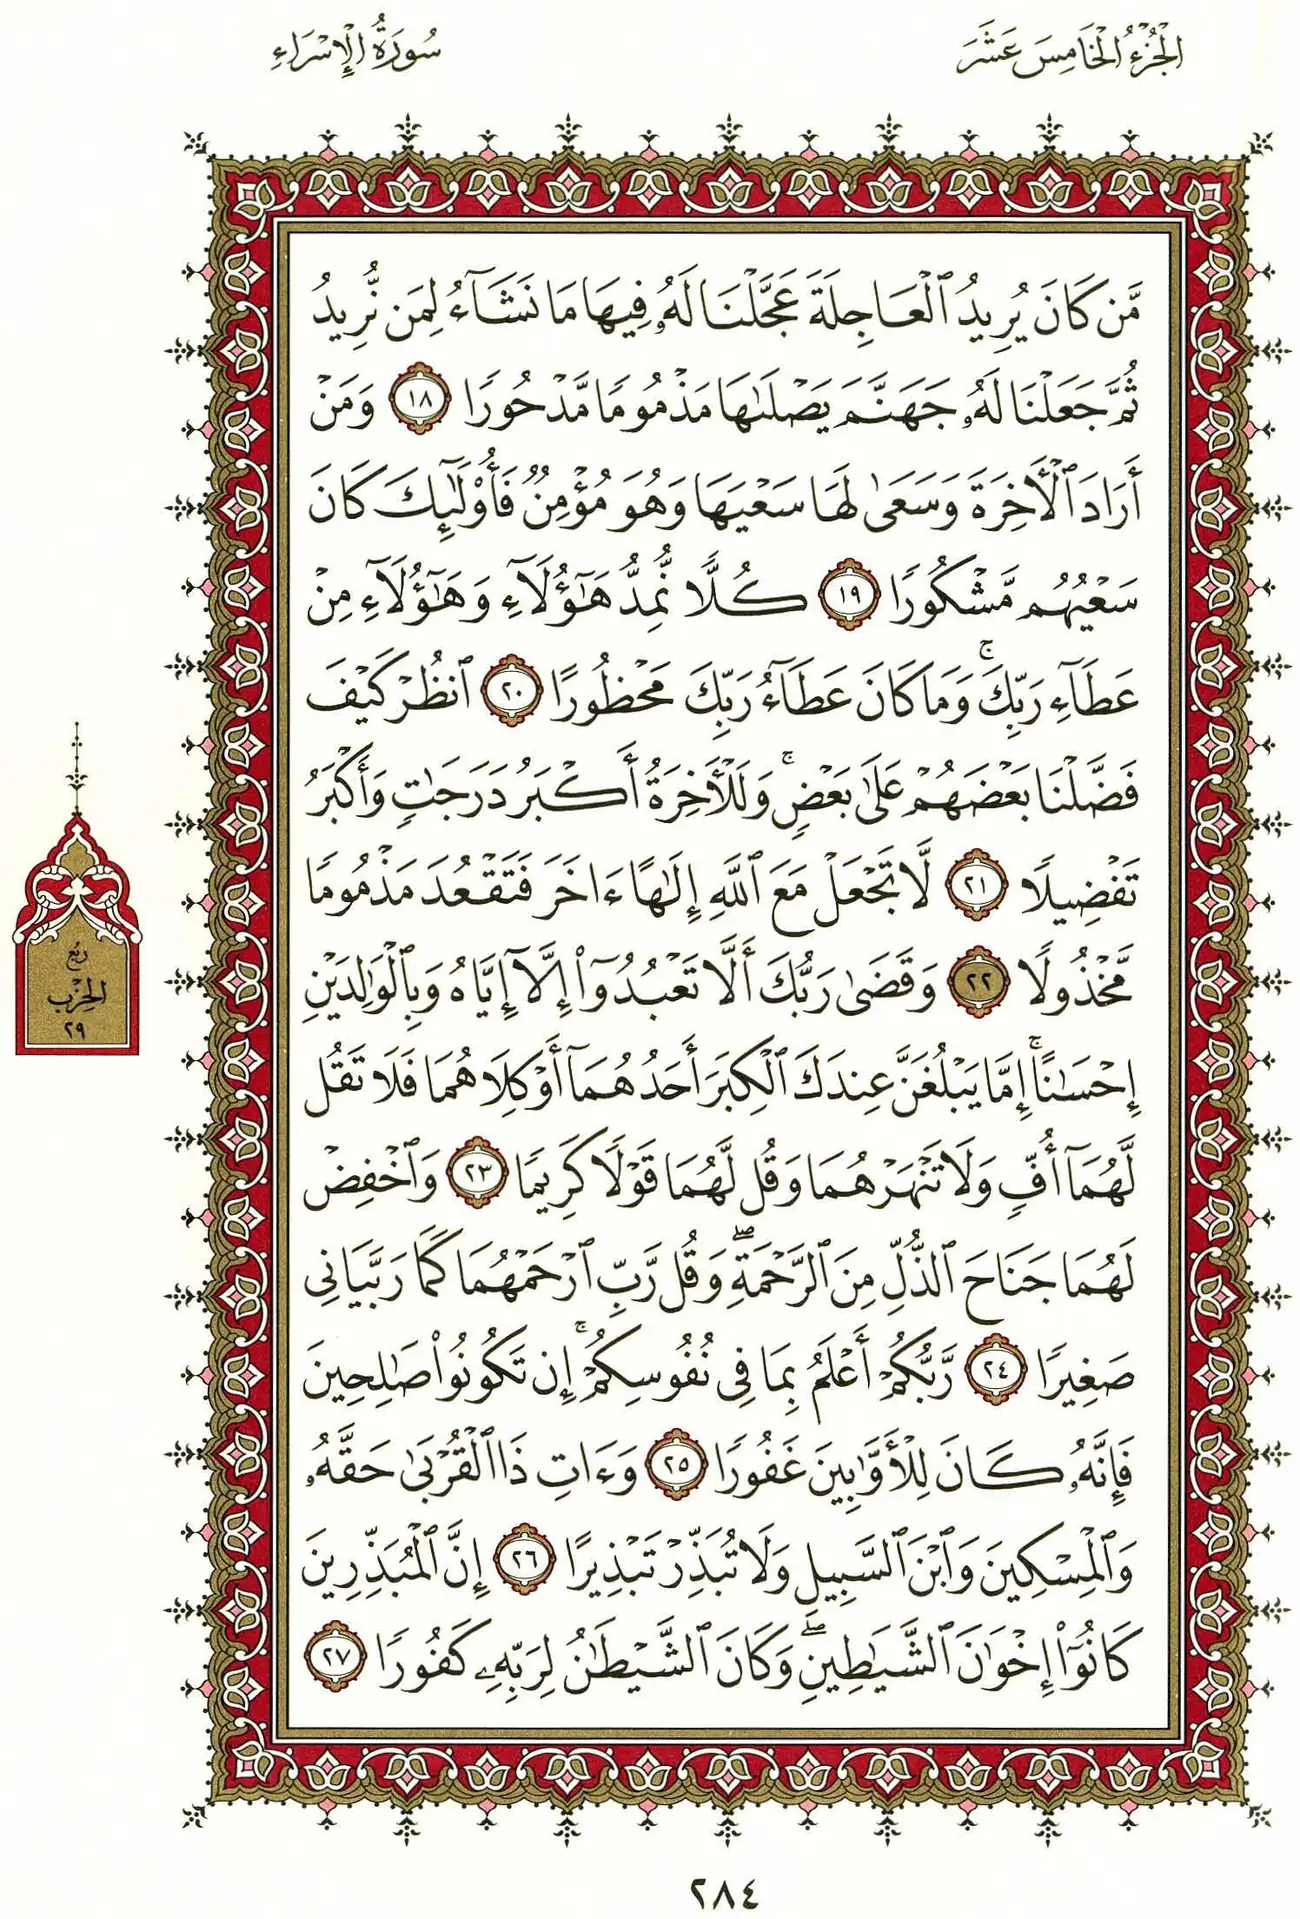 الجزء الخامس عشر
سورة الإسراء
مَّن كَانَ يُرِيدُ ٱلْعَاجِلَةَ عَجَّلْنَا لَهُۥ فِيهَا مَا نَشَآءُ لِمَن نُّرِيدُ
ثُمَّ جَعَلْنَا لَهُۥ جَهَنَّمَ يَصْلَىٰهَا مَذْمُومًا مَّدْحُورًا ١٨ وَمَنْ
أَرَادَ ٱلْأَخِرَةَ وَسَعَىٰ لَهَا سَعْيَهَا وَهُوَ مُؤْمِنٌ فَأُو۟لَٰٓئِكَ كَانَ
سَعْيُهُم مَّشْكُورًا ١٩ كُلًّا نُّمِدُّ هَٰٓؤُلَآءِ وَهَٰٓؤُلَآءِ مِنْ
عَطَآءِ رَبِّكَ ۚ وَمَا كَانَ عَطَآءُ رَبِّكَ مَحْظُورًا ٢٠ ٱنظُرْ كَيْفَ
فَضَّلْنَا بَعْضَهُمْ عَلَىٰ بَعْضٍ ۚ وَلَلْأَخِرَةُ أَكْبَرُ دَرَجَٰتٍ وَأَكْبَرُ
تَفْضِيلًا ٢١ لَّا تَجْعَلْ مَعَ ٱللَّهِ إِلَٰهًا ءَاخَرَ فَتَقْعُدَ مَذْمُومًا
مَّخْذُولًا ٢٢ وَقَضَىٰ رَبُّكَ أَلَّا تَعْبُدُوٓا۟ إِلَّآ إِيَّاهُ وَبِٱلْوَٰلِدَيْنِ
إِحْسَٰنًا ۚ إِمَّا يَبْلُغَنَّ عِندَكَ ٱلْكِبَرَ أَحَدُهُمَآ أَوْ كِلَاهُمَا فَلَا تَقُل
لَّهُمَآ أُفٍّ وَلَا تَنْهَرْهُمَا وَقُل لَّهُمَا قَوْلًا كَرِيمًا ٢٣ وَٱخْفِضْ
لَهُمَا جَنَاحَ ٱلذُّلِّ مِنَ ٱلرَّحْمَةِ ۖ وَقُل رَّبِّ ٱرْحَمْهُمَا كَمَا رَبَّيَانِى
صَغِيرًا ٢٤ رَّبُّكُمْ أَعْلَمُ بِمَا فِى نُفُوسِكُمْ ۚ إِن تَكُونُوا۟ صَٰلِحِينَ
فَإِنَّهُۥ كَانَ لِلْأَوَّٰبِينَ غَفُورًا ٢٥ وَءَاتِ ذَا ٱلْقُرْبَىٰ حَقَّهُۥ
وَٱلْمِسْكِينَ وَٱبْنَ ٱلسَّبِيلِ وَلَا تُبَذِّرْ تَبْذِيرًا ٢٦ إِنَّ ٱلْمُبَذِّرِينَ
كَانُوٓا۟ إِخْوَٰنَ ٱلشَّيَٰطِينِ ۖ وَكَانَ ٱلشَّيْطَٰنُ لِرَبِّهِۦ كَفُورًا ٢٧
ربع
الحزب
٢٩
٢٨٤